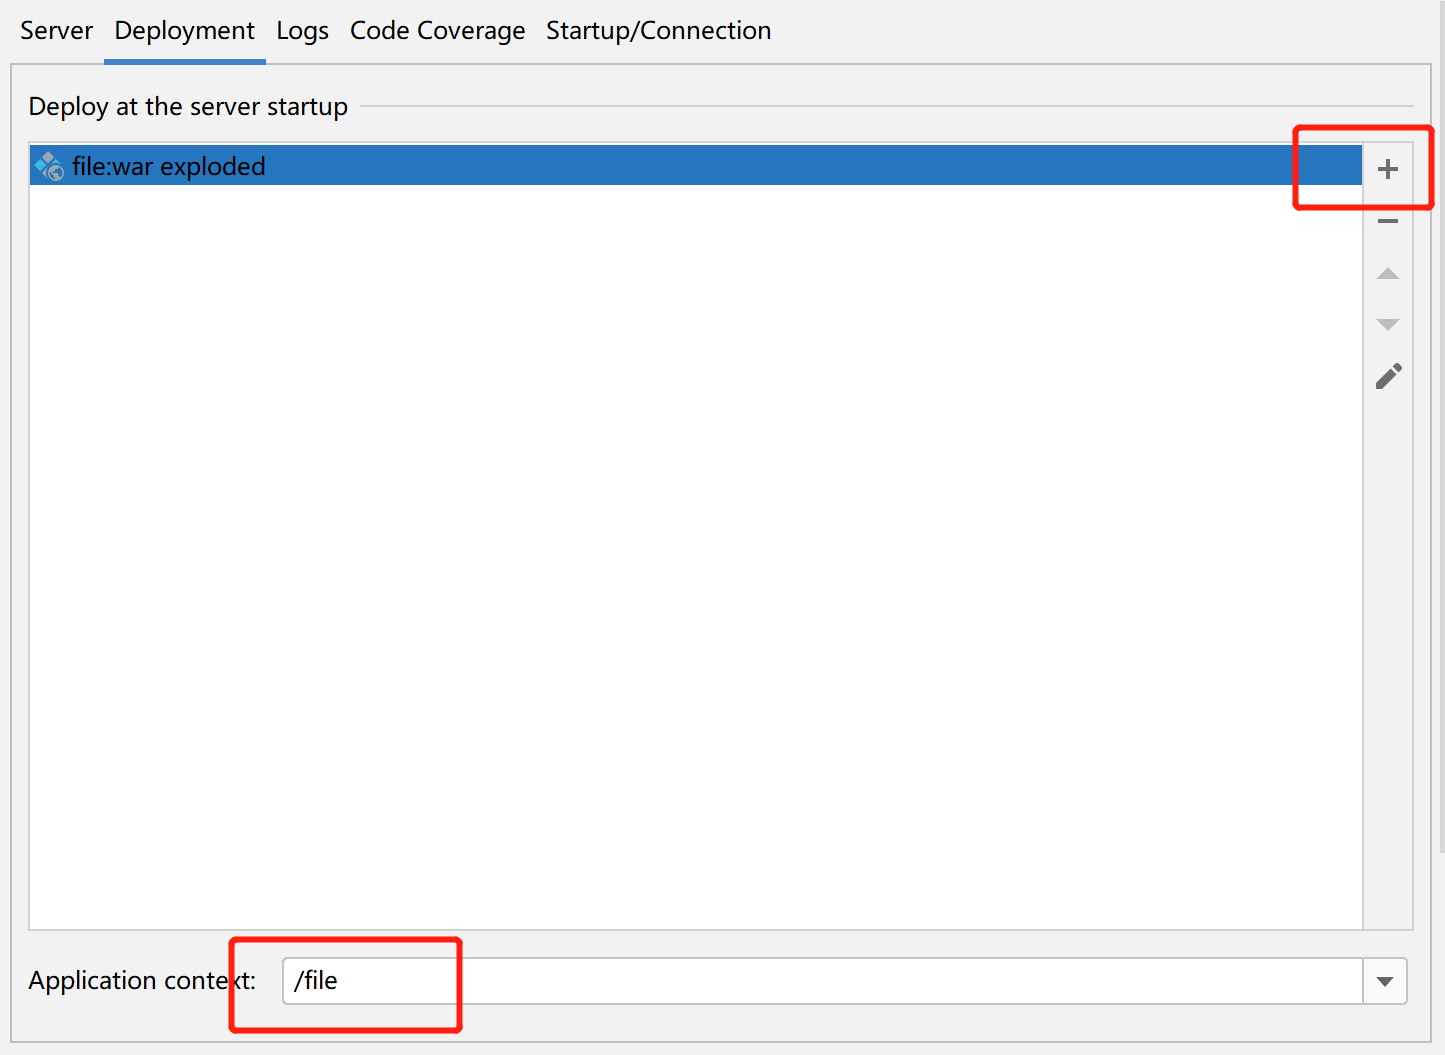 Server Deployment Logs Code Coverage Startup/Connection
Deploy at the server startup
file:war exploded
Application context: /file